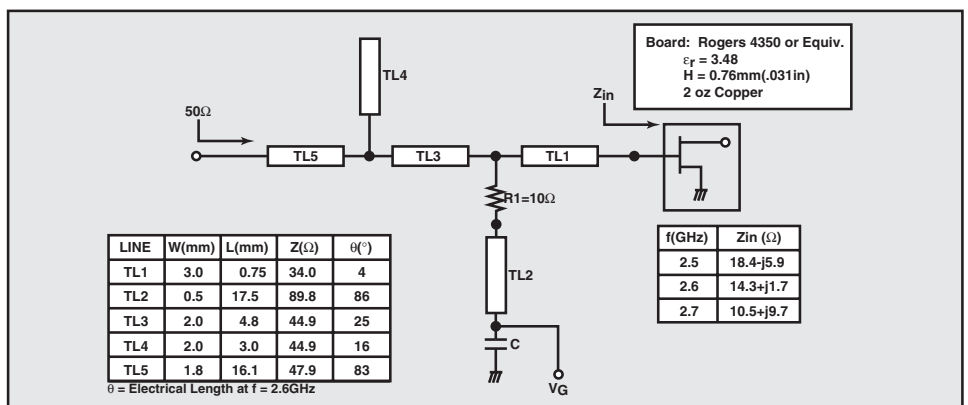 Board: Rogers 4350 or Equiv.
εr = 3.48
H = 0.76mm(.031in)
2 oz Copper
TL4
Zin
50Ω
TL5
TL3
TL1
R1=10Ω
TL2
C
VG
LINE W(mm) L(mm) Z(Ω) θ(°)
TL1 3.0 0.75 34.0 4
TL2 0.5 17.5 89.8 86
TL3 2.0 4.8 44.9 25
TL4 2.0 3.0 44.9 16
TL5 1.8 16.1 47.9 83
θ = Electrical Length at f = 2.6GHz
f(GHz) Zin (Ω)
2.5 18.4-j5.9
2.6 14.3+j1.7
2.7 10.5+j9.7